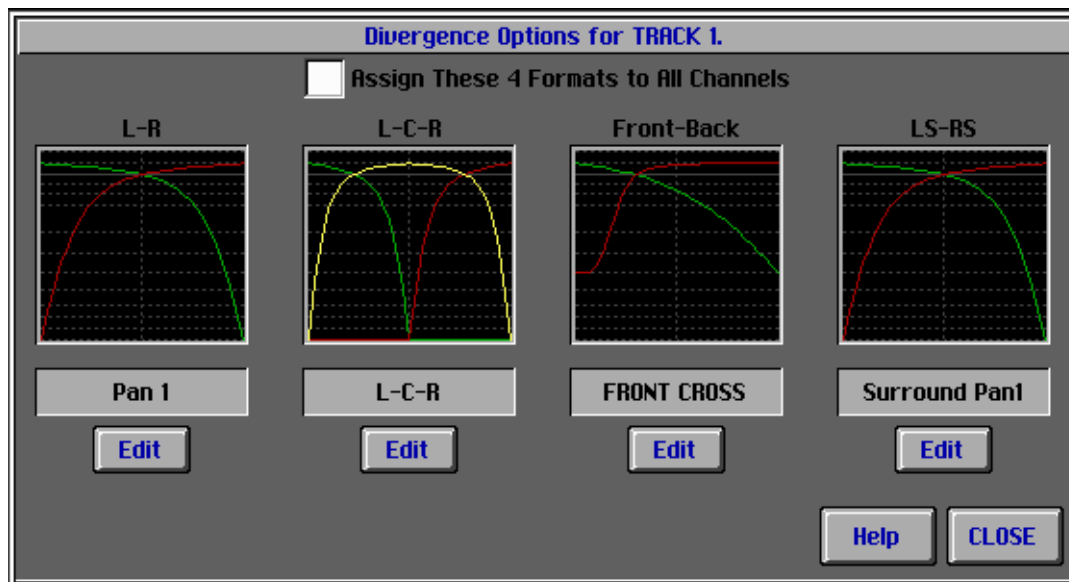 Divergence Options for TRACK 1.
Assign These 4 Formats to All Channels
L-R L-C-R Front-Back LS-RS
Pan 1 L-C-R FRONT CROSS Surround Pan1
Edit Edit Edit Edit
Help CLOSE